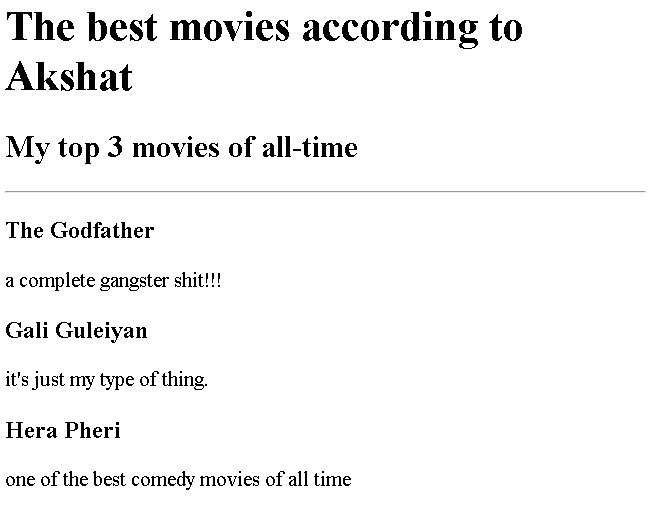 The best movies according to
Akshat
My top 3 movies of all-time
The Godfather
a complete gangster shit!!!
Gali Guleiyan
it's just my type of thing.
Hera Pheri
one of the best comedy movies of all time